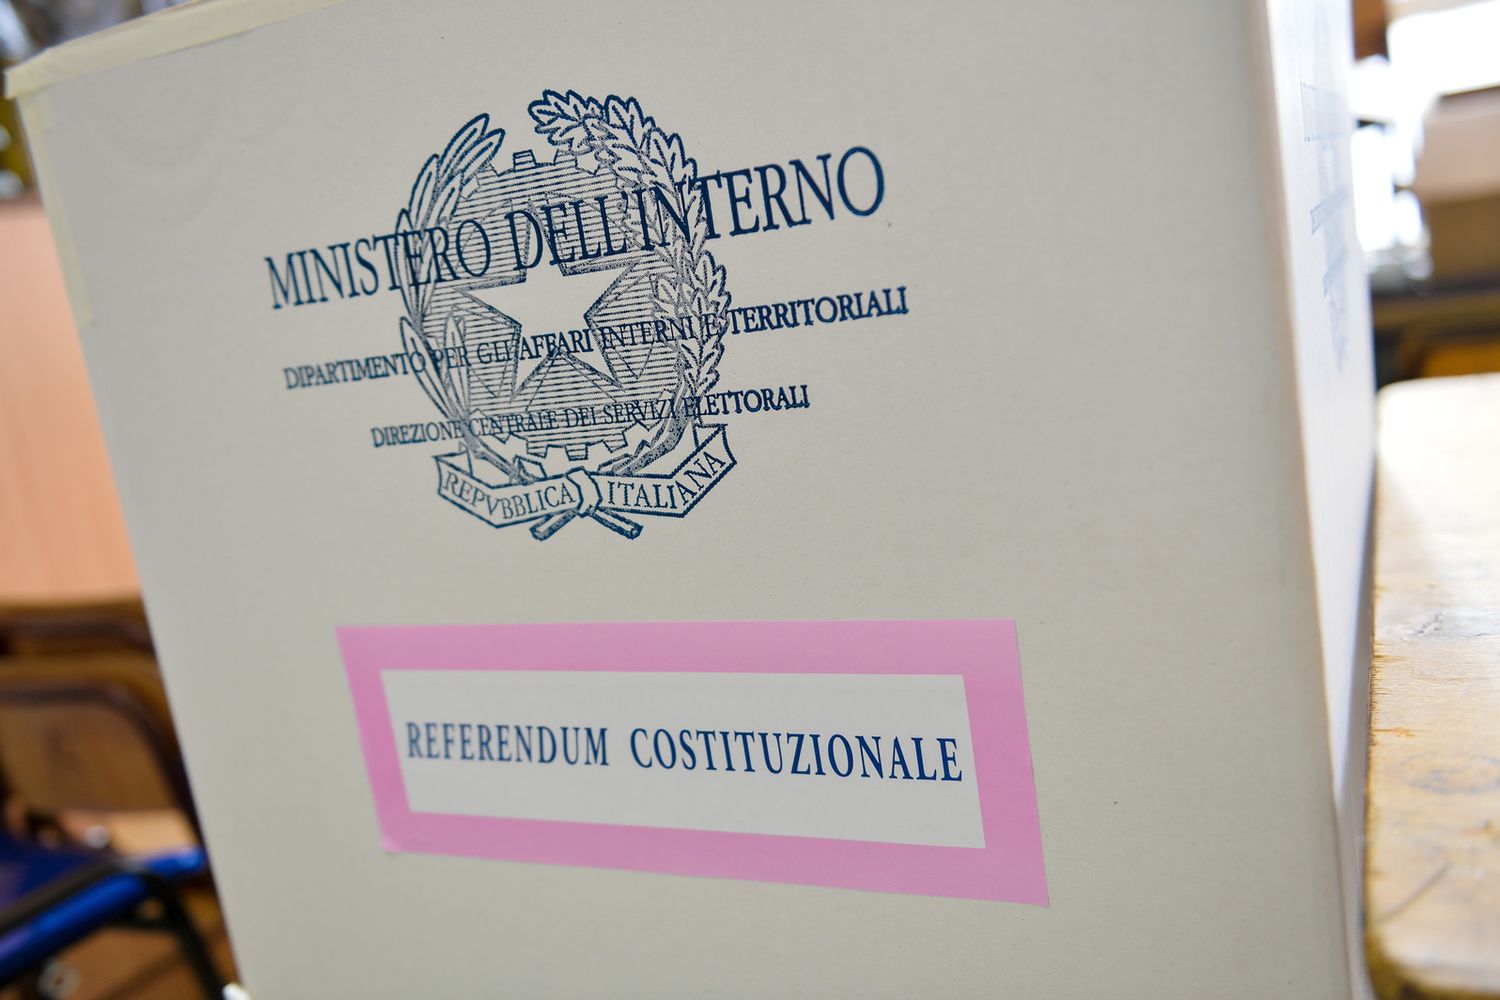 MINISTERO DELL'INTERNO
DIPARTIMENTO PER GLI AFFARI INTERNI E TERRITORIALI
DIREZIONE CENTRALE DEI SERVIZI ELETTORALI
REPVBBLICA ITALIANA
REFERENDUM COSTITUZIONALE